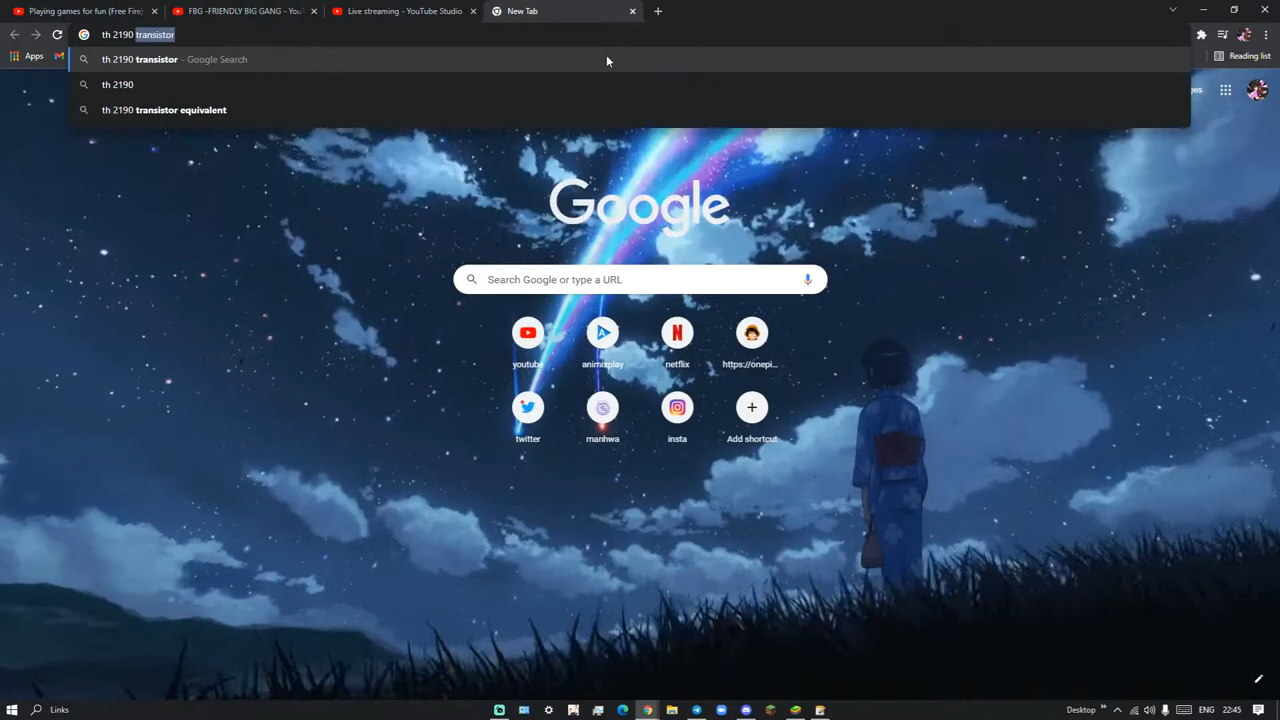 Playing games for fun (Free Fire)
FBG -FRIENDLY BIG GANG - You
Live streaming - YouTube Studio
New Tab
th 2190 transistor
th 2190 transistor - Google Search
th 2190
th 2190 transistor equivalent
Apps
Reading list
ges
Google
Search Google or type a URL
youtube
animixplay
netflix
https://onepi...
twitter
manhwa
insta
Add shortcut
Links
Desktop
ENG
22:45